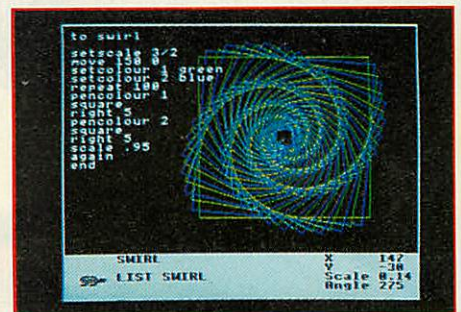 to swirl
setscale 3/2
move 150 0
setcolour 1 green
setcolour 2 blue
repeat 100
pencolour 1
square
right 5
pencolour 2
square
right 5
scale .95
again
end
SWIRL
LIST SWIRL
X 147
Y -30
Scale 0.14
Angle 275